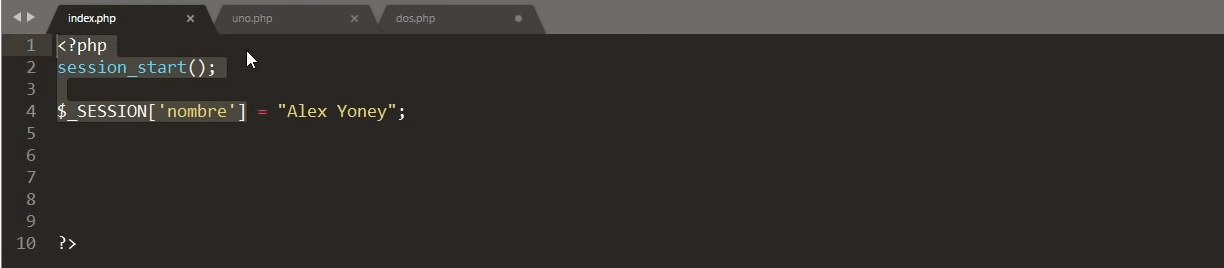 index.php × uno.php × dos.php
1 <?php
2 session_start();
3
4 $_SESSION['nombre'] = "Alex Yoney";
5
6
7
8
9
10 ?>